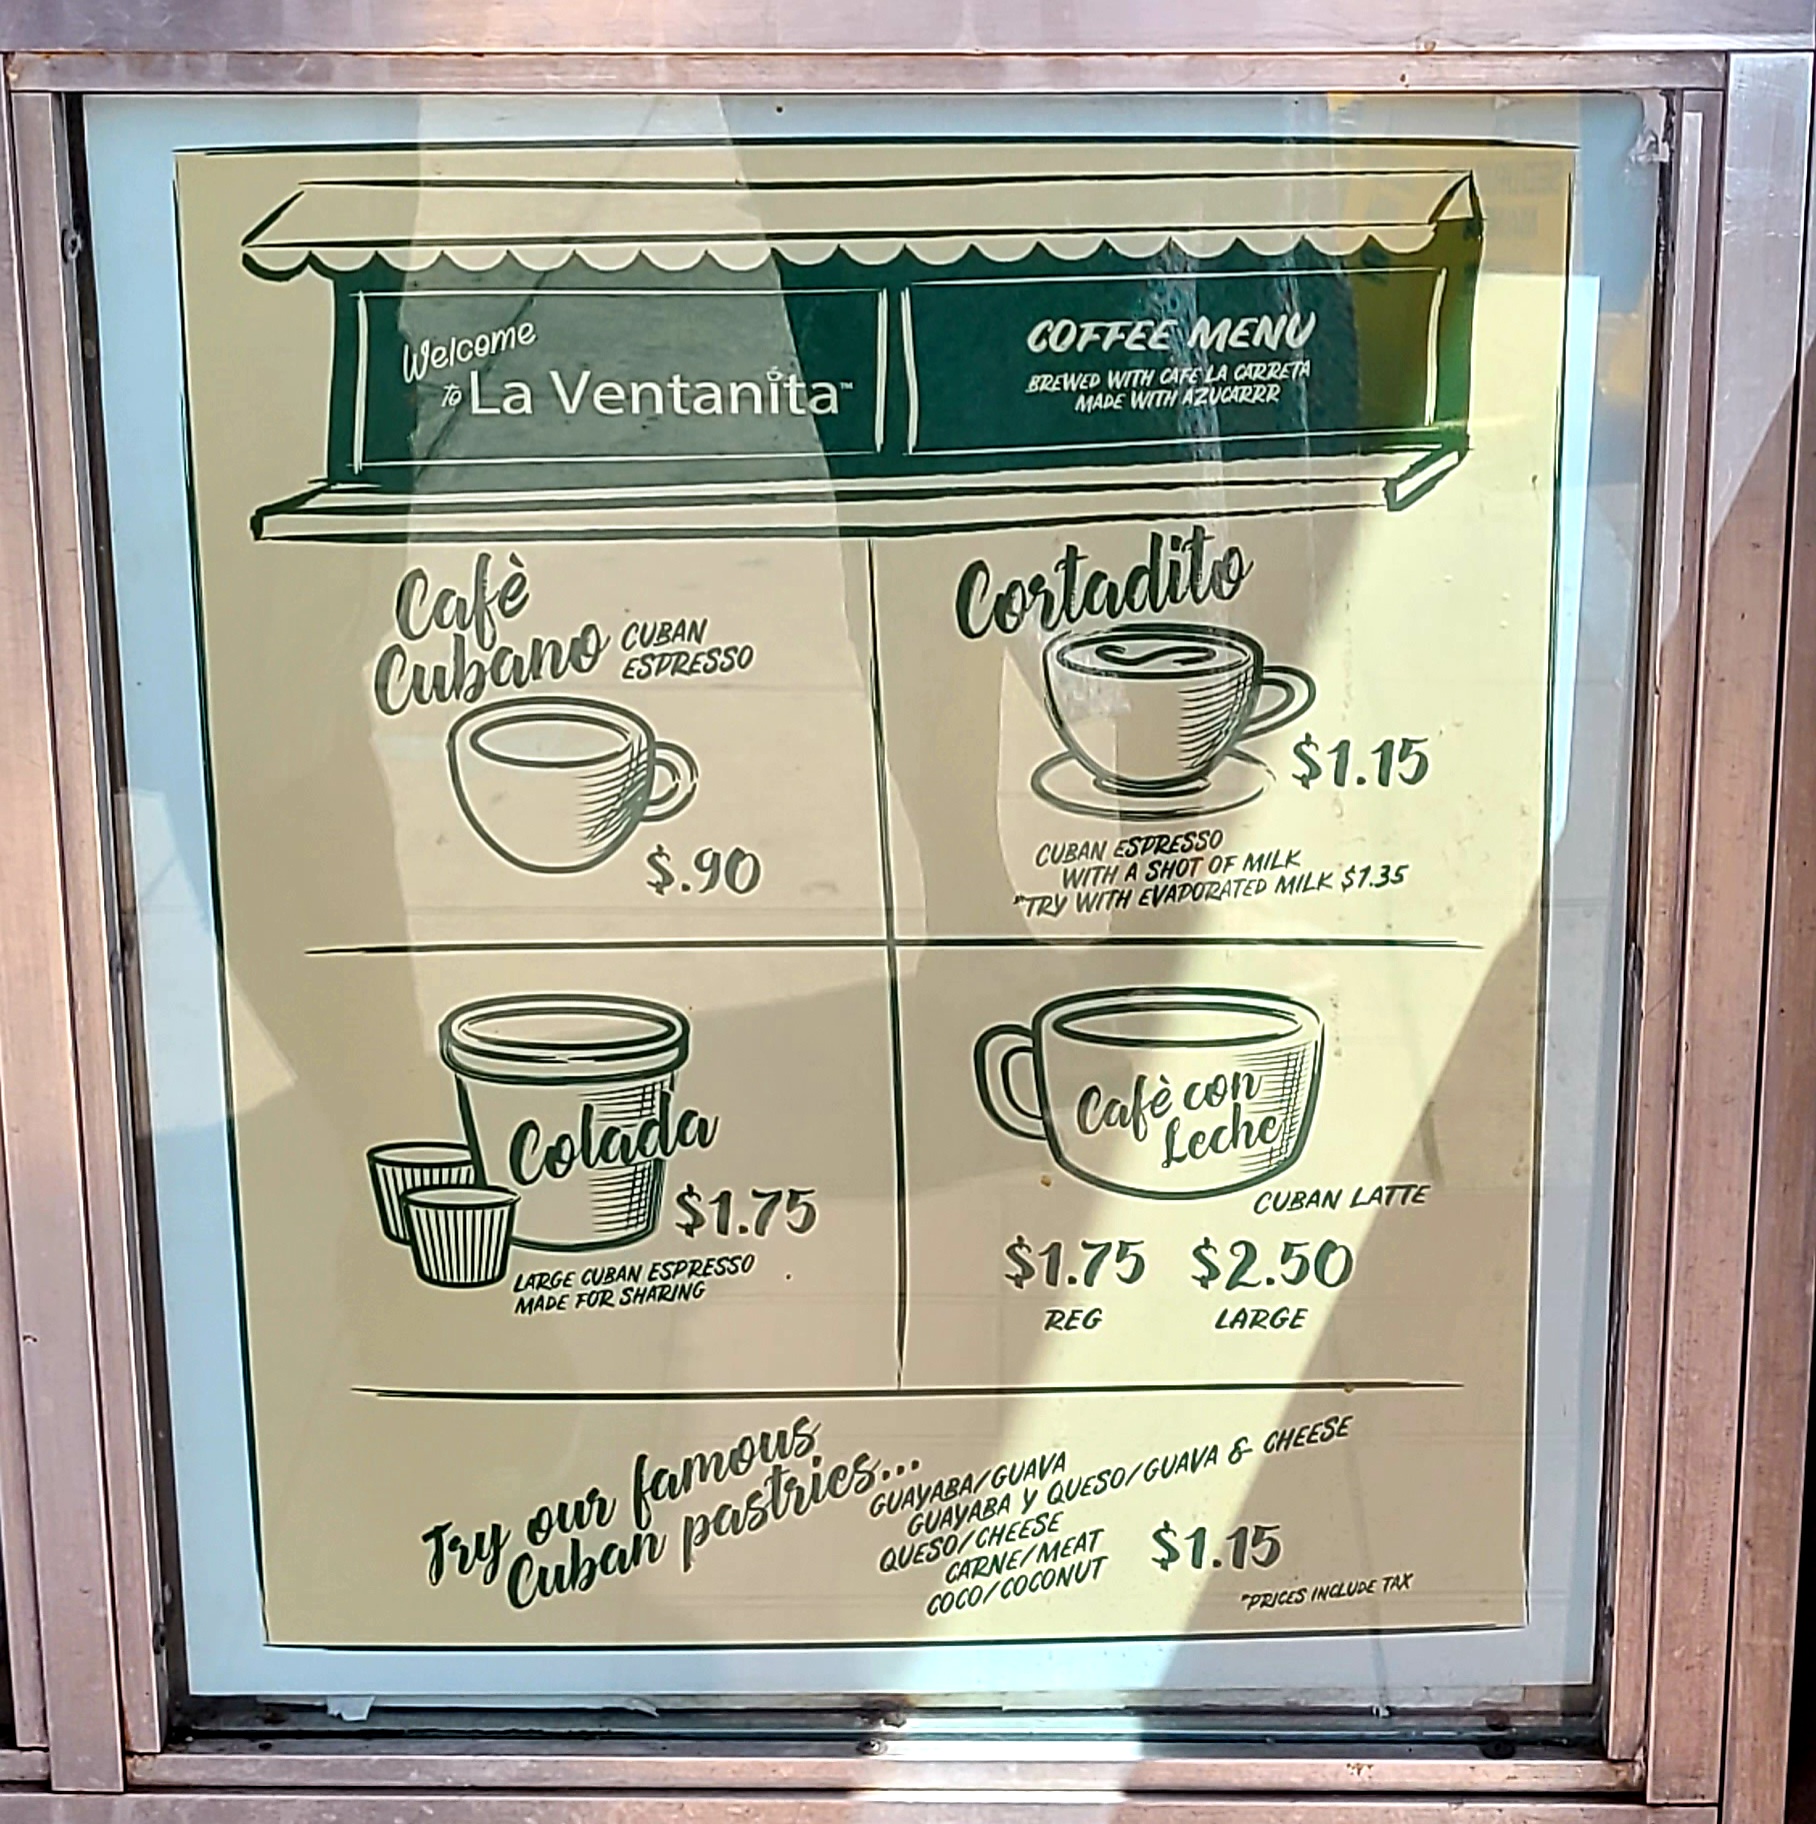 Welcome
To La Ventanita™
COFFEE MENU
BREWED WITH CAFE LA CARRETA
MADE WITH AZUCARRR
Cafè
Cubano
CUBAN
ESPRESSO
$.90
Cortadito
$1.15
CUBAN ESPRESSO
WITH A SHOT OF MILK
*TRY WITH EVAPORATED MILK $1.35
Colada
$1.75
LARGE CUBAN ESPRESSO
MADE FOR SHARING
Cafè con
Leche
CUBAN LATTE
$1.75 $2.50
REG LARGE
Try our famous
Cuban pastries...
GUAYABA/GUAVA
GUAYABA Y QUESO/GUAVA & CHEESE
QUESO/CHEESE
CARNE/MEAT
COCO/COCONUT
$1.15
*PRICES INCLUDE TAX